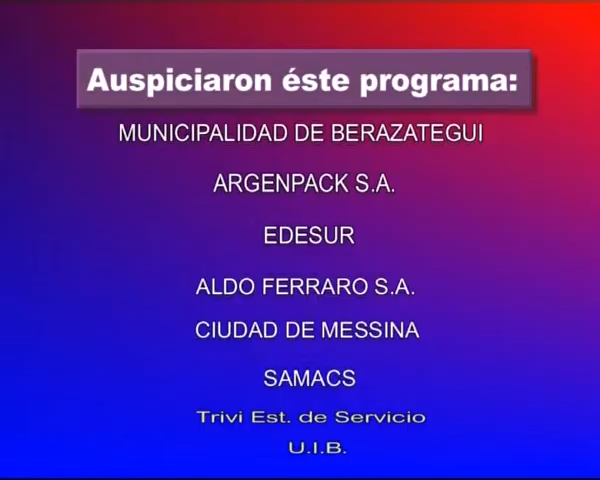 Auspiciaron éste programa:
MUNICIPALIDAD DE BERAZATEGUI
ARGENPACK S.A.
EDESUR
ALDO FERRARO S.A.
CIUDAD DE MESSINA
SAMACS
Trivi Est. de Servicio
U.I.B.